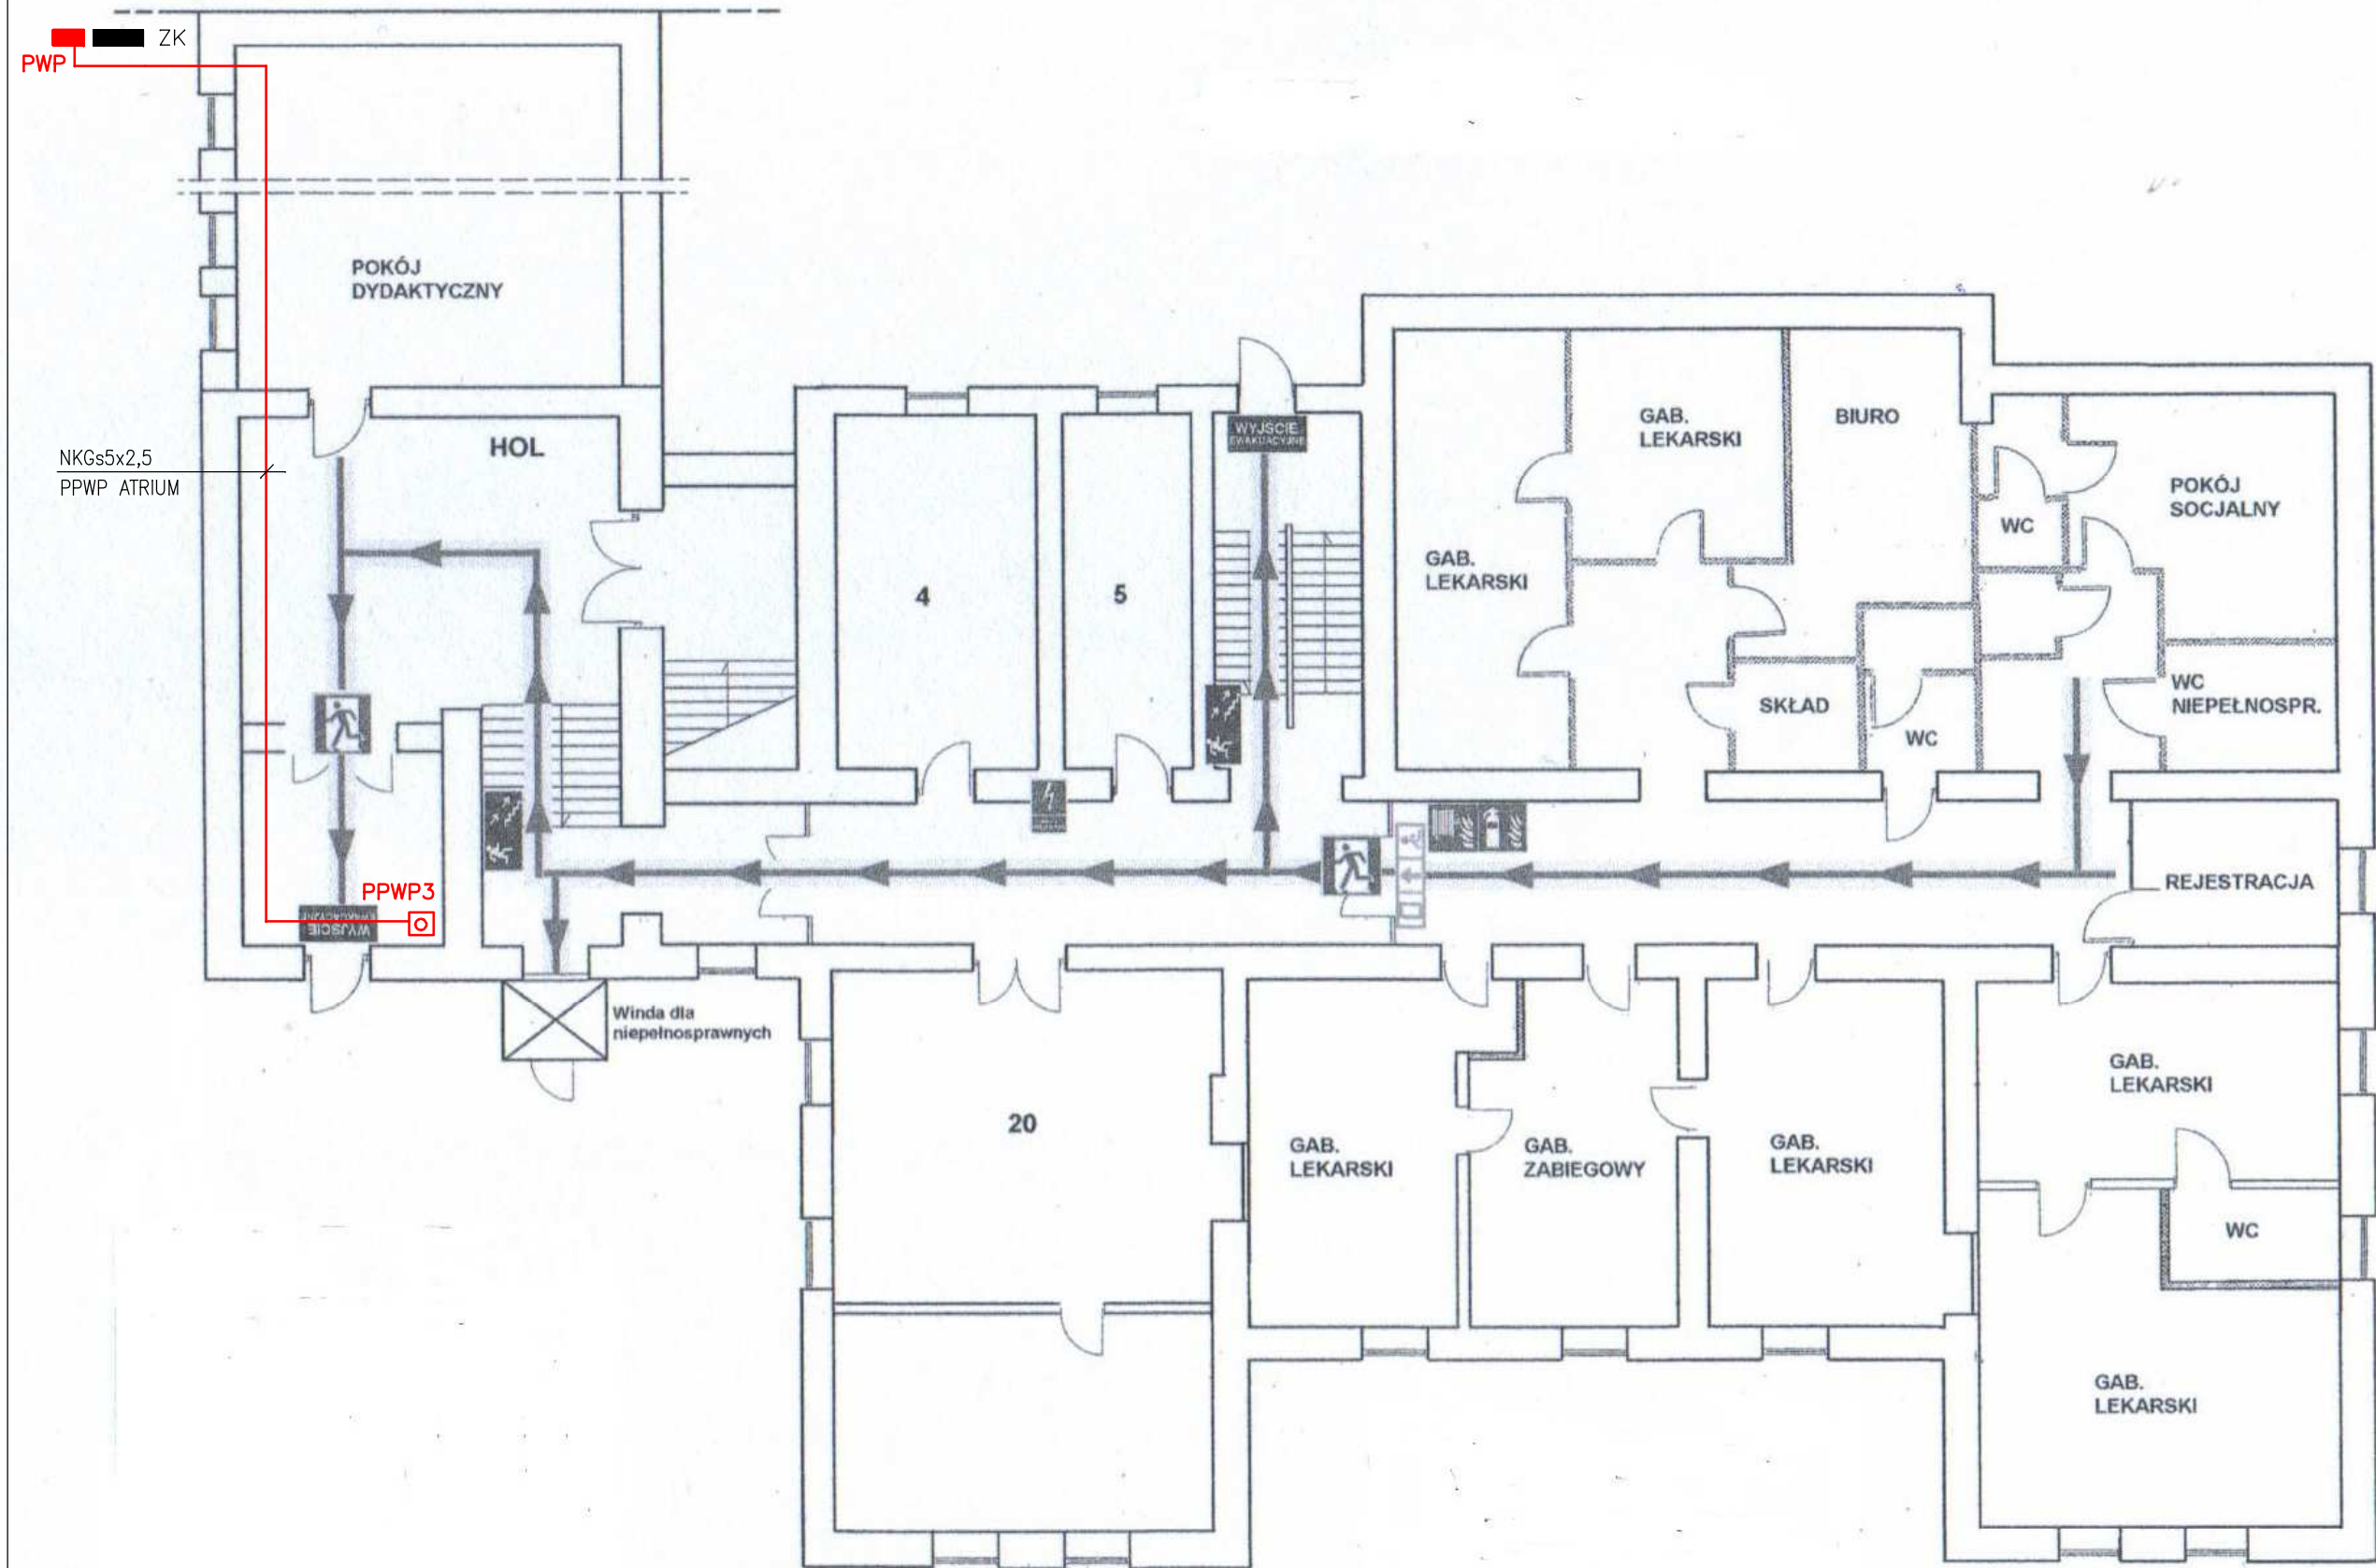 ZK
PWP
POKÓJ
DYDAKTYCZNY
HOL
NKGs5x2,5
PPWP ATRIUM
WYJŚCIE
EWAKUACYJNE
GAB.
LEKARSKI
BIURO
POKÓJ
SOCJALNY
WC
GAB.
LEKARSKI
4
5
SKŁAD
WC
WC
NIEPEŁNOSPR.
REJESTRACJA
PPWP3
WYJŚCIE
EWAKUACYJNE
Winda dla
niepełnosprawnych
20
GAB.
LEKARSKI
GAB.
ZABIEGOWY
GAB.
LEKARSKI
GAB.
LEKARSKI
WC
GAB.
LEKARSKI